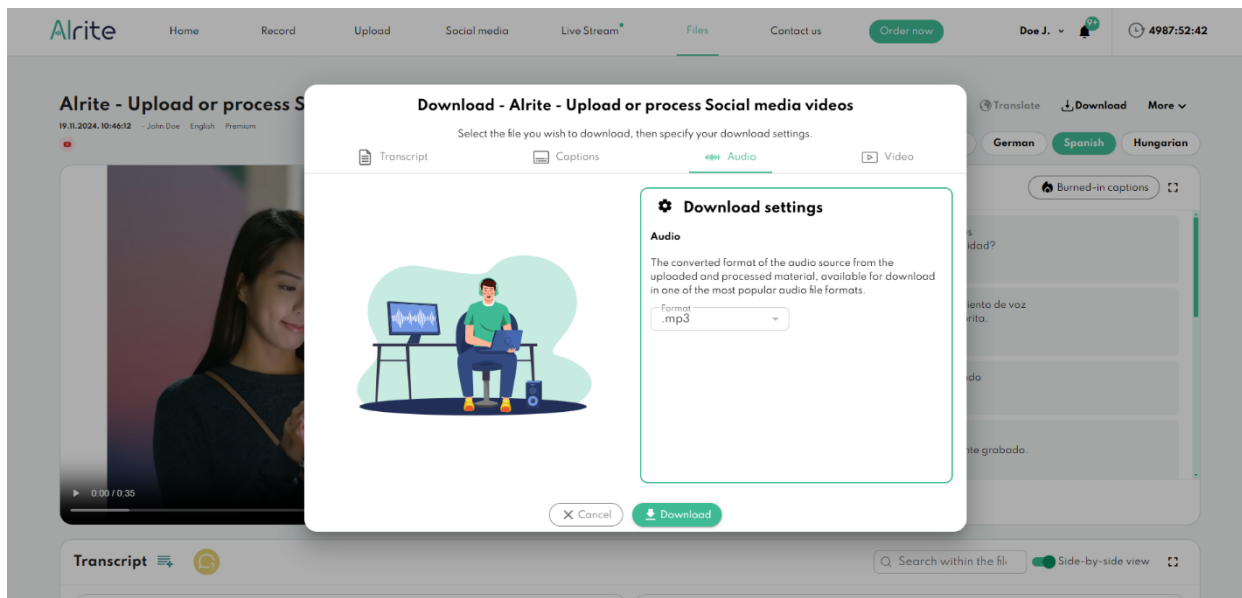 Alrite
Home
Record
Upload
Social media
Live Stream
Files
Contact us
Order now
Doe J.
9+
4987:52:42
Alrite - Upload or process S
19.11.2024. 10:46:12 - John Doe English Premium
Translate
Download
More
German
Spanish
Hungarian
Burned-in captions
idad?
iento de voz
rita.
do
te grabado.
0:00 / 0:35
Download - Alrite - Upload or process Social media videos
Select the file you wish to download, then specify your download settings.
Transcript
Captions
Audio
Video
Download settings
Audio
The converted format of the audio source from the
uploaded and processed material, available for download
in one of the most popular audio file formats.
Format
.mp3
Cancel
Download
Transcript
Search within the fil
Side-by-side view